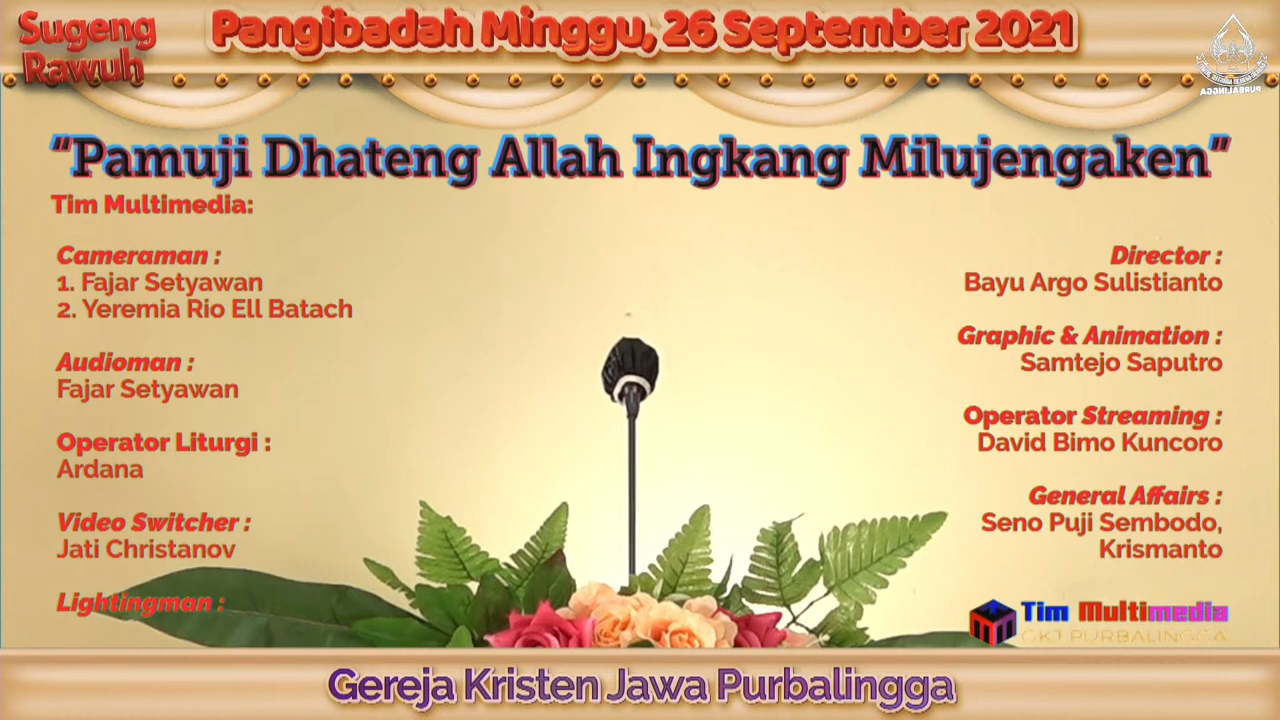 Sugeng
Rawuh
Pangibadah Minggu, 26 September 2021
PURBALINGGA
“Pamuji Dhateng Allah Ingkang Milujengaken”
Tim Multimedia:
Cameraman :
1. Fajar Setyawan
2. Yeremia Rio Ell Batach
Audioman :
Fajar Setyawan
Operator Liturgi :
Ardana
Video Switcher :
Jati Christanov
Lightingman :
Director :
Bayu Argo Sulistianto
Graphic & Animation :
Samtejo Saputro
Operator Streaming :
David Bimo Kuncoro
General Affairs :
Seno Puji Sembodo,
Krismanto
Tim Multimedia
GKJ PURBALINGGA
Gereja Kristen Jawa Purbalingga